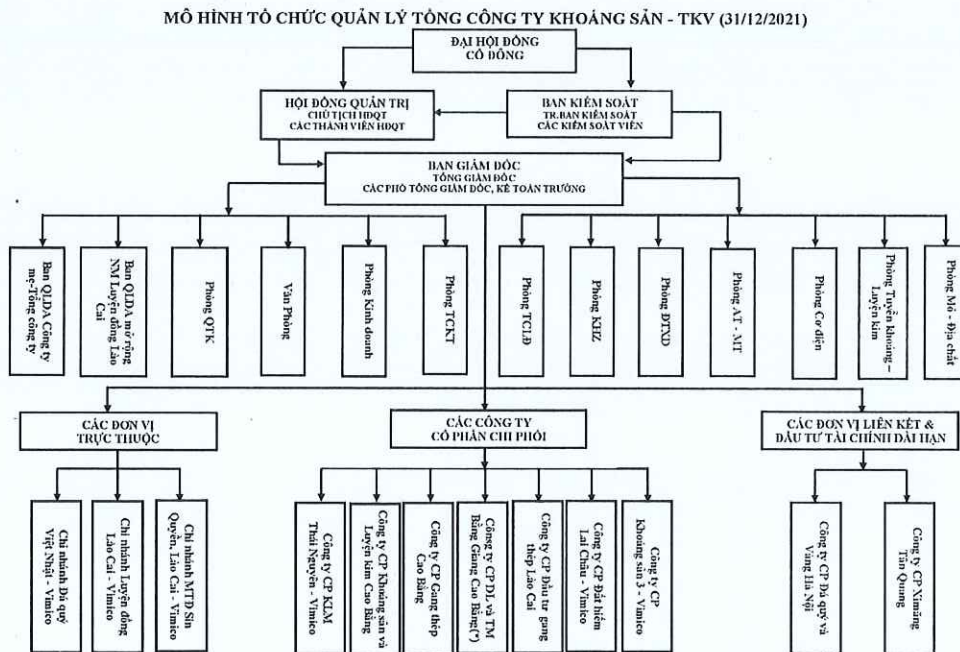 MÔ HÌNH TỔ CHỨC QUẢN LÝ TỔNG CÔNG TY KHOÁNG SẢN - TKV (31/12/2021)
ĐẠI HỘI ĐỒNG
CỔ ĐÔNG
HỘI ĐỒNG QUẢN TRỊ
CHỦ TỊCH HĐQT
CÁC THÀNH VIÊN HĐQT
BAN KIỂM SOÁT
TR.BAN KIỂM SOÁT
CÁC KIỂM SOÁT VIÊN
BAN GIÁM ĐỐC
TỔNG GIÁM ĐỐC
CÁC PHÓ TỔNG GIÁM ĐỐC, KẾ TOÁN TRƯỞNG
Ban QLDA Công ty
mẹ-Tổng công ty
Ban QLDA mở rộng
NM Luyện đồng Lào
Cai
Phòng QTK
Văn Phòng
Phòng Kinh doanh
Phòng TCKT
Phòng TCLĐ
Phòng KHZ
Phòng ĐTXD
Phòng AT - MT
Phòng Cơ điện
Phòng Tuyển khoáng –
Luyện kim
Phòng Mỏ - Địa chất
CÁC ĐƠN VỊ
TRỰC THUỘC
CÁC CÔNG TY
CỔ PHẦN CHI PHỐI
CÁC ĐƠN VỊ LIÊN KẾT &
ĐẦU TƯ TÀI CHÍNH DÀI HẠN
Chi nhánh Đá quý
Việt Nhật - Vimico
Chi nhánh Luyện đồng
Lào Cai - Vimico
Chi nhánh MTĐ Sin
Quyền, Lào Cai - Vimico
Công ty CP KLM
Thái Nguyên - Vimico
Công ty CP Khoáng sản và
Luyện kim Cao Bằng
Công ty CP Gang thép
Cao Bằng
Cônsg ty CP DL và TM
Bằng Giang Cao Bằng(*)
Công ty CP Đầu tư gang
thép Lào Cai
Công ty CP Đất hiếm
Lai Châu - Vimico
Công ty CP
Khoáng sản 3 - Vimico
Công ty CP Đá quý và
Vàng Hà Nội
Công ty CP Ximăng
Tân Quang